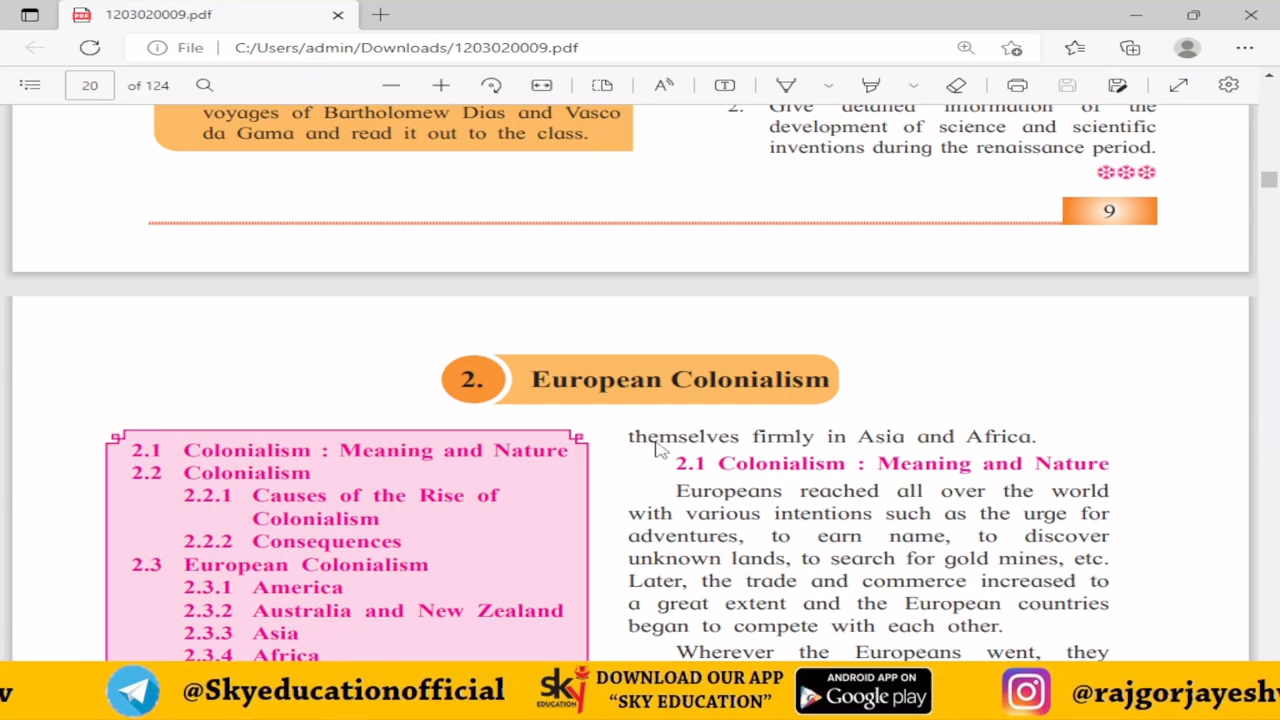 1203020009.pdf
File
C:/Users/admin/Downloads/1203020009.pdf
20
of 124
voyages of Bartholomew Dias and Vasco
da Gama and read it out to the class.
2. Give detailed information of the
development of science and scientific
inventions during the renaissance period.
9
2. European Colonialism
2.1 Colonialism : Meaning and Nature
2.2 Colonialism
2.2.1 Causes of the Rise of
Colonialism
2.2.2 Consequences
2.3 European Colonialism
2.3.1 America
2.3.2 Australia and New Zealand
2.3.3 Asia
2.3.4 Africa
themselves firmly in Asia and Africa.
2.1 Colonialism : Meaning and Nature
Europeans reached all over the world
with various intentions such as the urge for
adventures, to earn name, to discover
unknown lands, to search for gold mines, etc.
Later, the trade and commerce increased to
a great extent and the European countries
began to compete with each other.
Wherever the Europeans went, they
@Skyeducationofficial
sky
EDUCATION
DOWNLOAD OUR APP
"SKY EDUCATION"
ANDROID APP ON
Google play
@rajgorjayesh